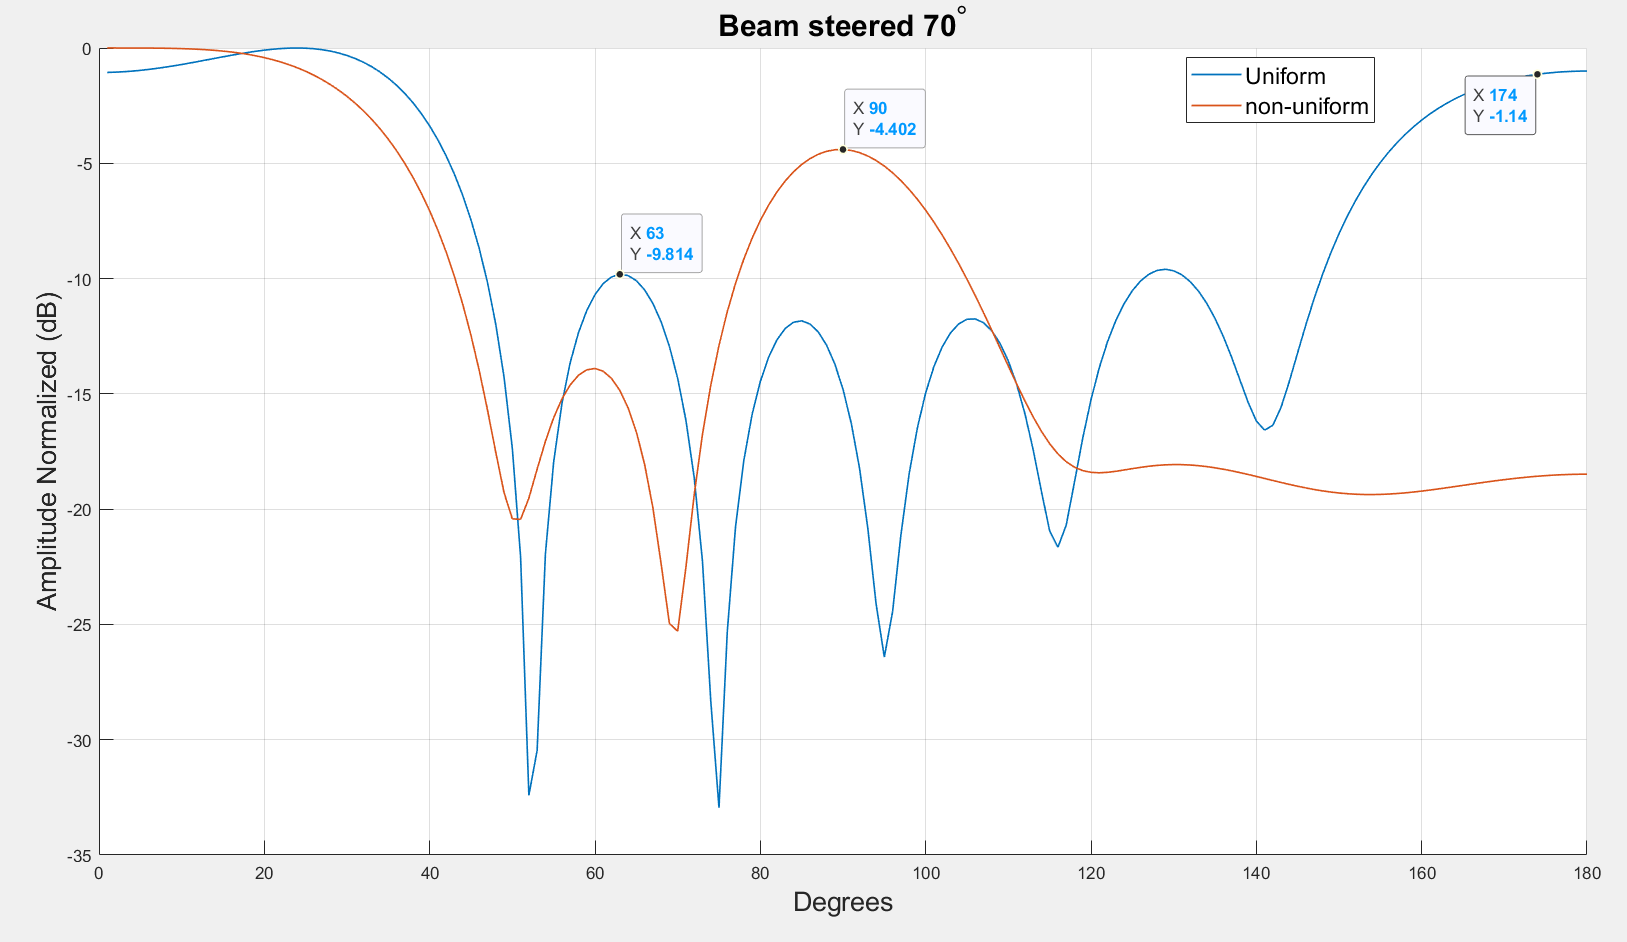 Beam steered 70°
Uniform
non-uniform
X 90
Y -4.402
X 174
Y -1.14
X 63
Y -9.814
0
-5
-10
-15
-20
-25
-30
-35
Amplitude Normalized (dB)
0 20 40 60 80 100 120 140 160 180
Degrees